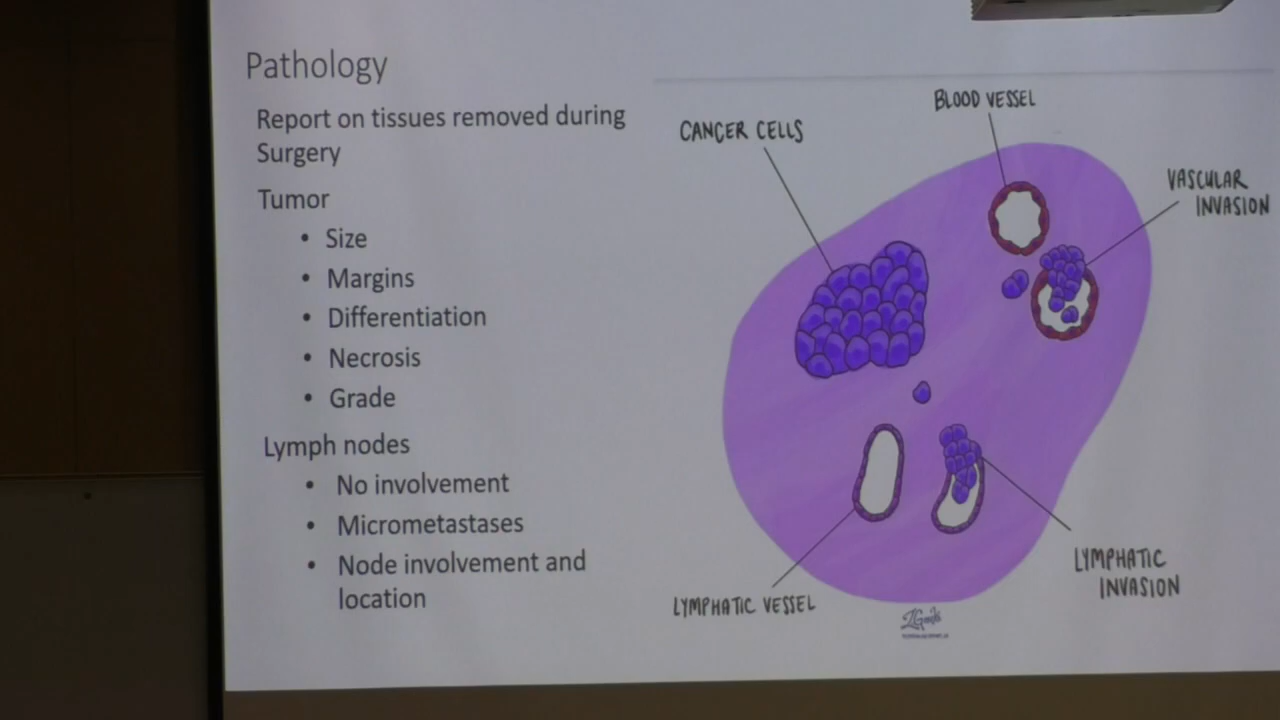 Pathology
Report on tissues removed during
Surgery
Tumor
• Size
• Margins
• Differentiation
• Necrosis
• Grade
Lymph nodes
• No involvement
• Micrometastases
• Node involvement and
location
BLOOD VESSEL
CANCER CELLS
VASCULAR
INVASION
LYMPHATIC
INVASION
LYMPHATIC VESSEL